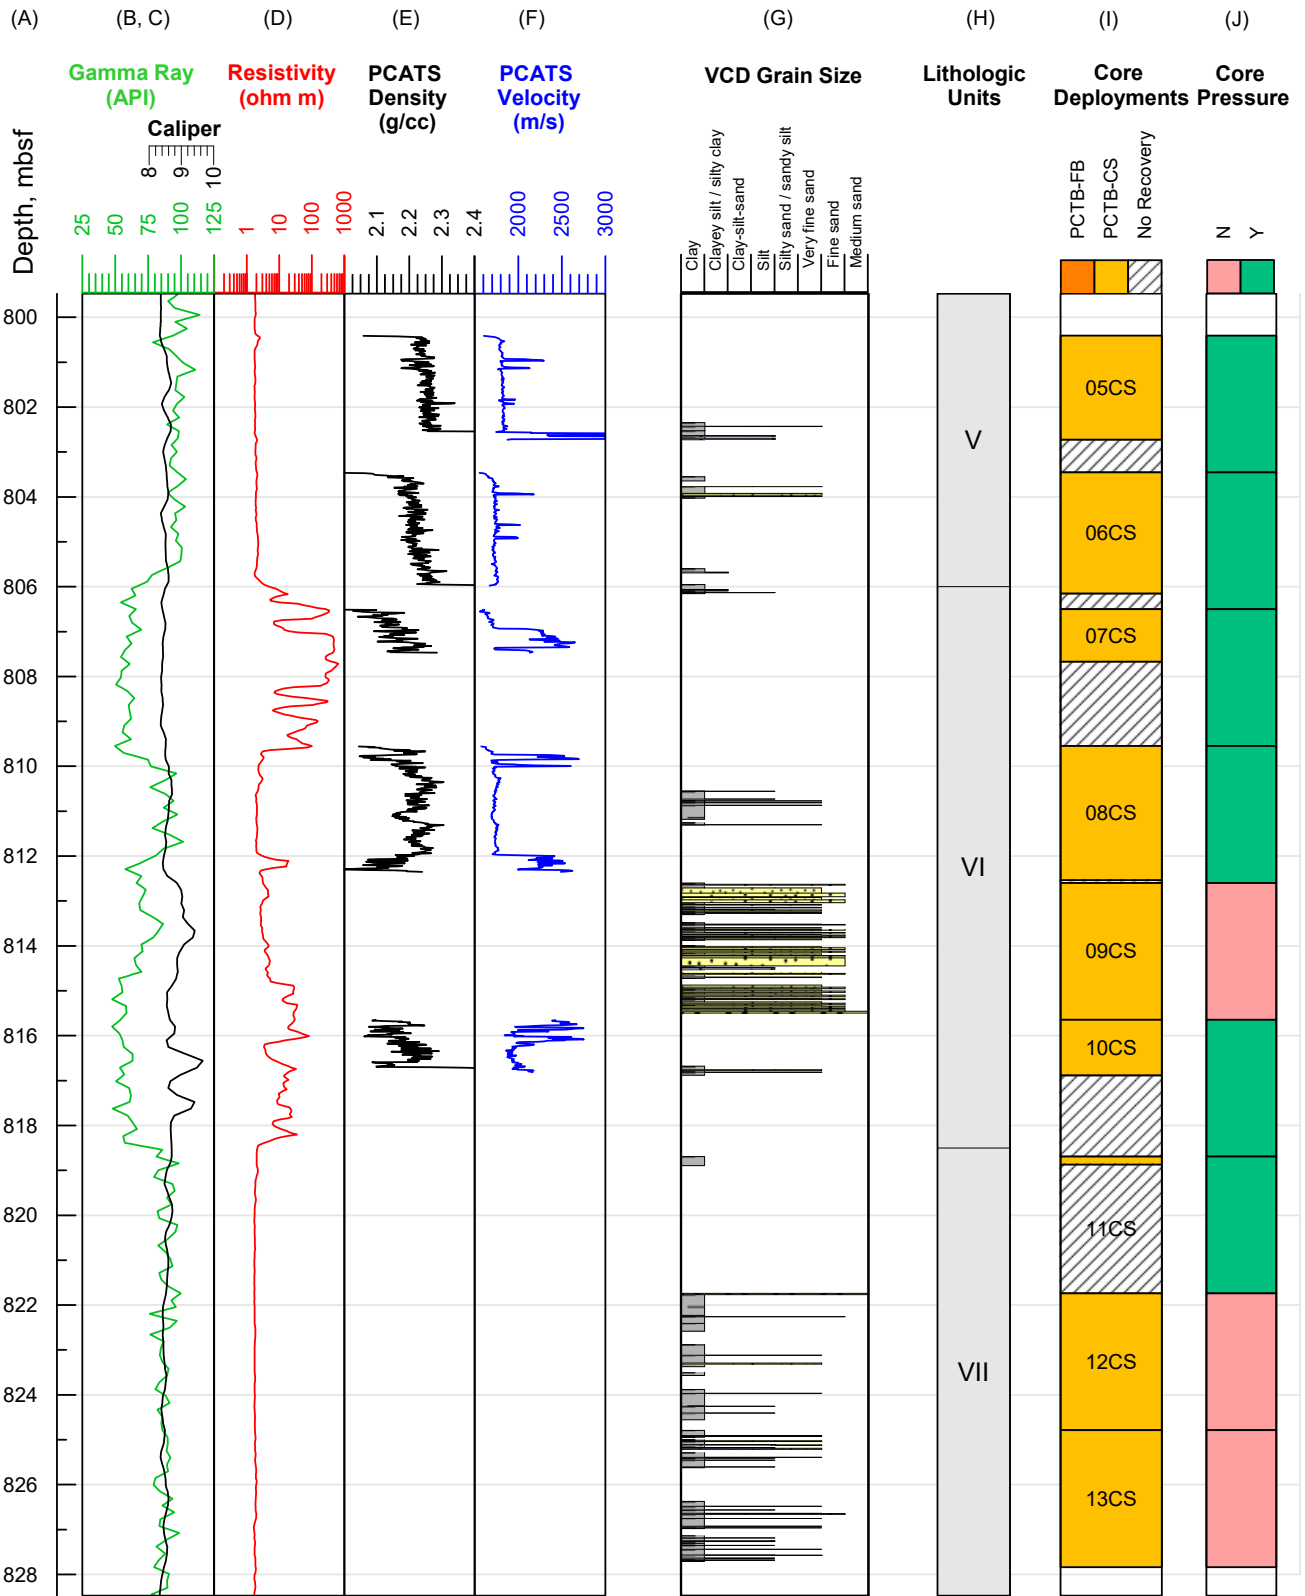 (A) (B, C) (D) (E) (F) (G) (H) (I) (J)
Gamma Ray
(API)
Resistivity
(ohm m)
PCATS
Density
(g/cc)
PCATS
Velocity
(m/s)
VCD Grain Size
Lithologic
Units
Core
Deployments
Core
Pressure
Depth, mbsf
Caliper
8 9 10
25 50 75 100 125
1 10 100 1000
2.1 2.2 2.3 2.4
2000 2500 3000
Clay
Clayey silt / silty clay
Clay-silt-sand
Silt
Silty sand / sandy silt
Very fine sand
Fine sand
Medium sand
PCTB-FB
PCTB-CS
No Recovery
N
Y
800
802
804
806
808
810
812
814
816
818
820
822
824
826
828
V
VI
VII
05CS
06CS
07CS
08CS
09CS
10CS
11CS
12CS
13CS